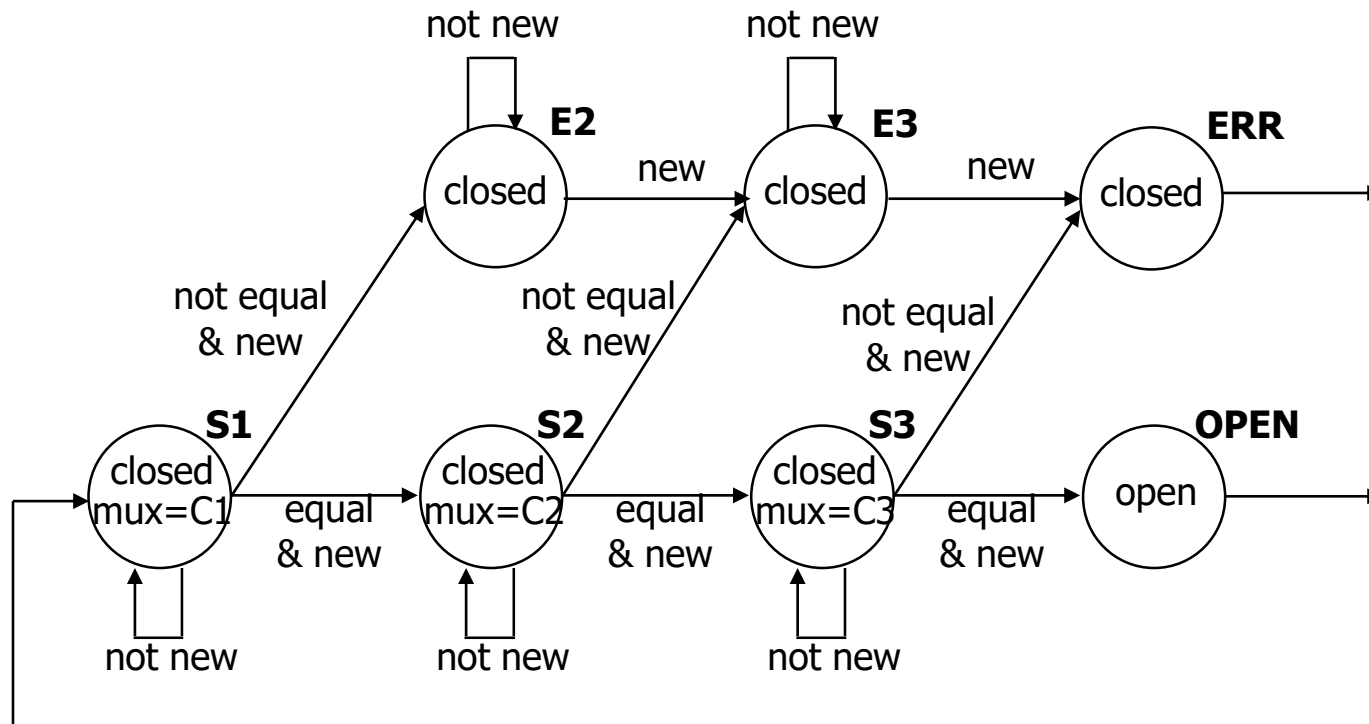 not new
not new
E2
E3
ERR
closed
new
closed
new
closed
not equal
& new
not equal
& new
not equal
& new
S1
S2
S3
OPEN
closed
mux=C1
equal
& new
closed
mux=C2
equal
& new
closed
mux=C3
equal
& new
open
not new
not new
not new